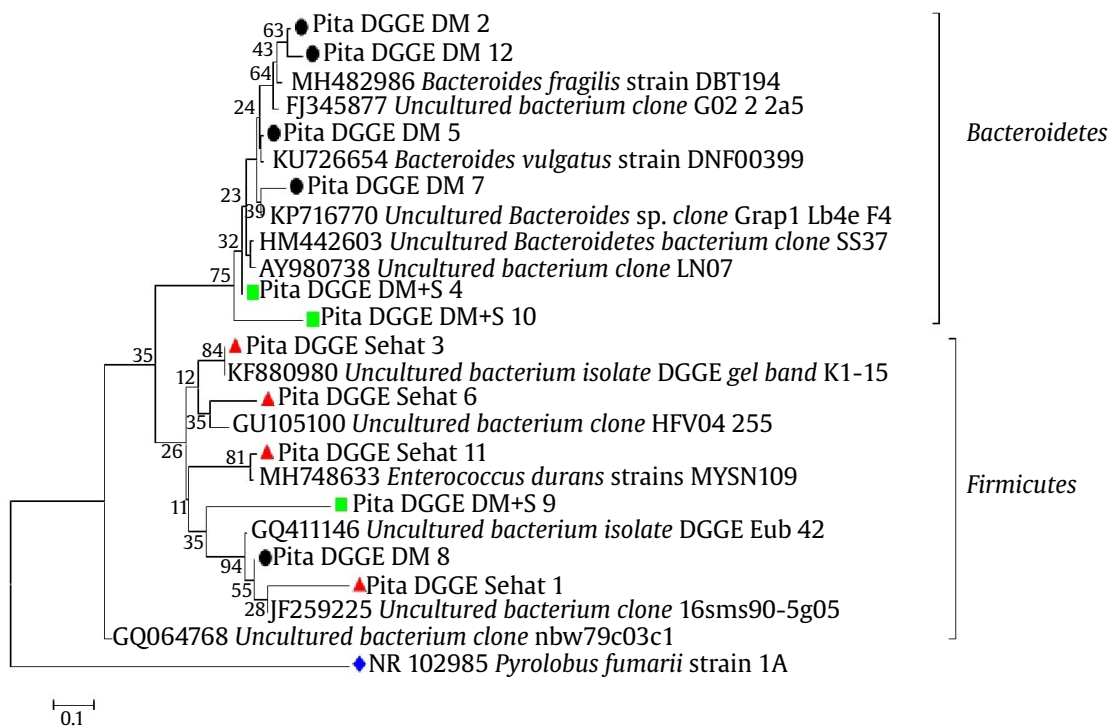 63
Pita DGGE DM 2
43
Pita DGGE DM 12
64
MH482986 Bacteroides fragilis strain DBT194
24
FJ345877 Uncultured bacterium clone G02 2 2a5
Pita DGGE DM 5
Bacteroidetes
KU726654 Bacteroides vulgatus strain DNF00399
23
Pita DGGE DM 7
39
KP716770 Uncultured Bacteroides sp. clone Grap1 Lb4e F4
32
HM442603 Uncultured Bacteroidetes bacterium clone SS37
75
AY980738 Uncultured bacterium clone LN07
Pita DGGE DM+S 4
Pita DGGE DM+S 10
35
84
Pita DGGE Sehat 3
12
KF880980 Uncultured bacterium isolate DGGE gel band K1-15
Pita DGGE Sehat 6
35
GU105100 Uncultured bacterium clone HFV04 255
26
81
Pita DGGE Sehat 11
MH748633 Enterococcus durans strains MYSN109
Firmicutes
11
Pita DGGE DM+S 9
35
GQ411146 Uncultured bacterium isolate DGGE Eub 42
94
Pita DGGE DM 8
55
Pita DGGE Sehat 1
28
JF259225 Uncultured bacterium clone 16sms90-5g05
GQ064768 Uncultured bacterium clone nbw79c03c1
NR 102985 Pyrolobus fumarii strain 1A
0.1